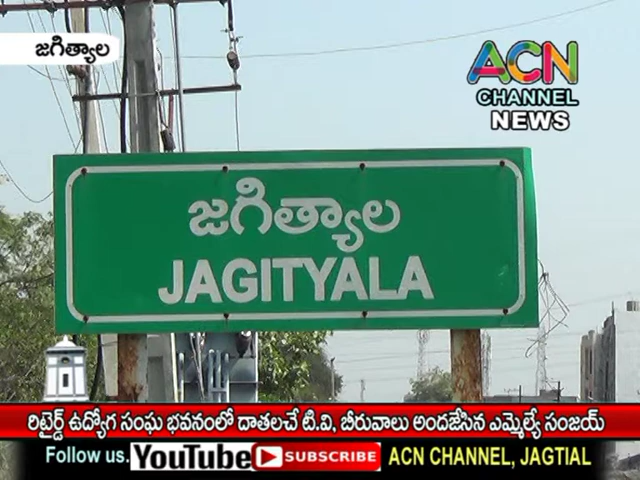 జగిత్యాల
ACN
CHANNEL
NEWS
జగిత్యాల
JAGITYALA
రిటైర్డ్ ఉద్యోగ సంఘ భవనంలో దాతలచే టి.వి, బీరువాలు అందజేసిన ఎమ్మెల్యే సంజయ్
Follow us. YouTube SUBSCRIBE ACN CHANNEL, JAGTIAL